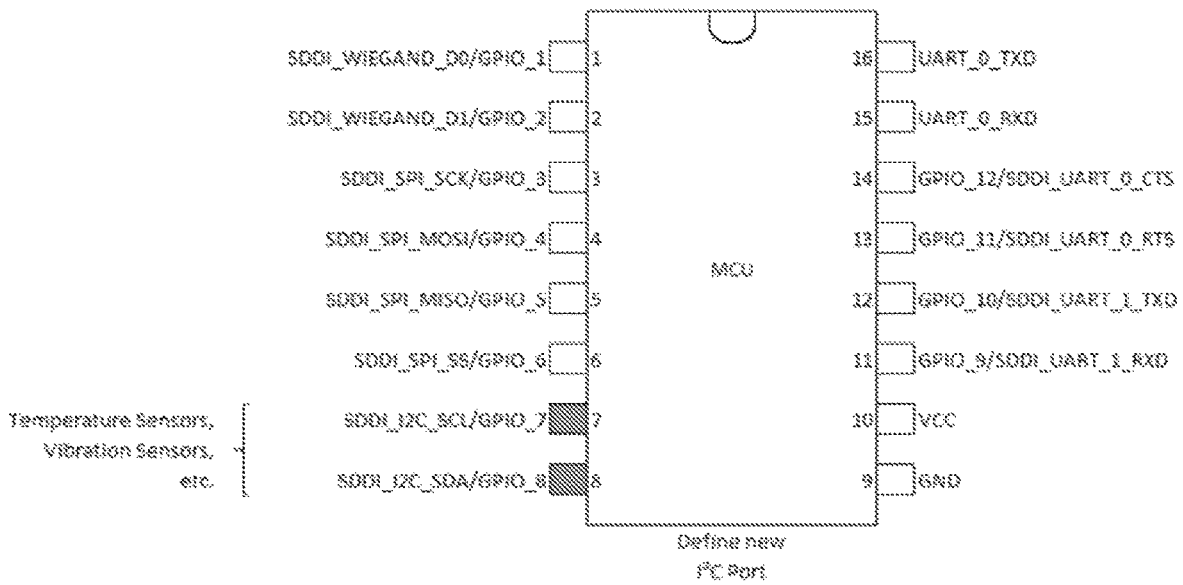 SDDI_WIEGAND_D0/GPIO_1 1 16 UART_0_TXD
SDDI_WIEGAND_D1/GPIO_2 2 15 UART_0_RXD
SDDI_SPI_SCK/GPIO_3 3 14 GPIO_12/SDDI_UART_0_CTS
SDDI_SPI_MOSI/GPIO_4 4 13 GPIO_11/SDDI_UART_0_RTS
MCU
SDDI_SPI_MISO/GPIO_5 5 12 GPIO_10/SDDI_UART_1_TXD
SDDI_SPI_SS/GPIO_6 6 11 GPIO_9/SDDI_UART_1_RXD
Temperature Sensors, SDDI_I2C_SCL/GPIO_7 7 10 VCC
Vibration Sensors,
etc. SDDI_I2C_SDA/GPIO_8 8 9 GND
Define new
I²C Port